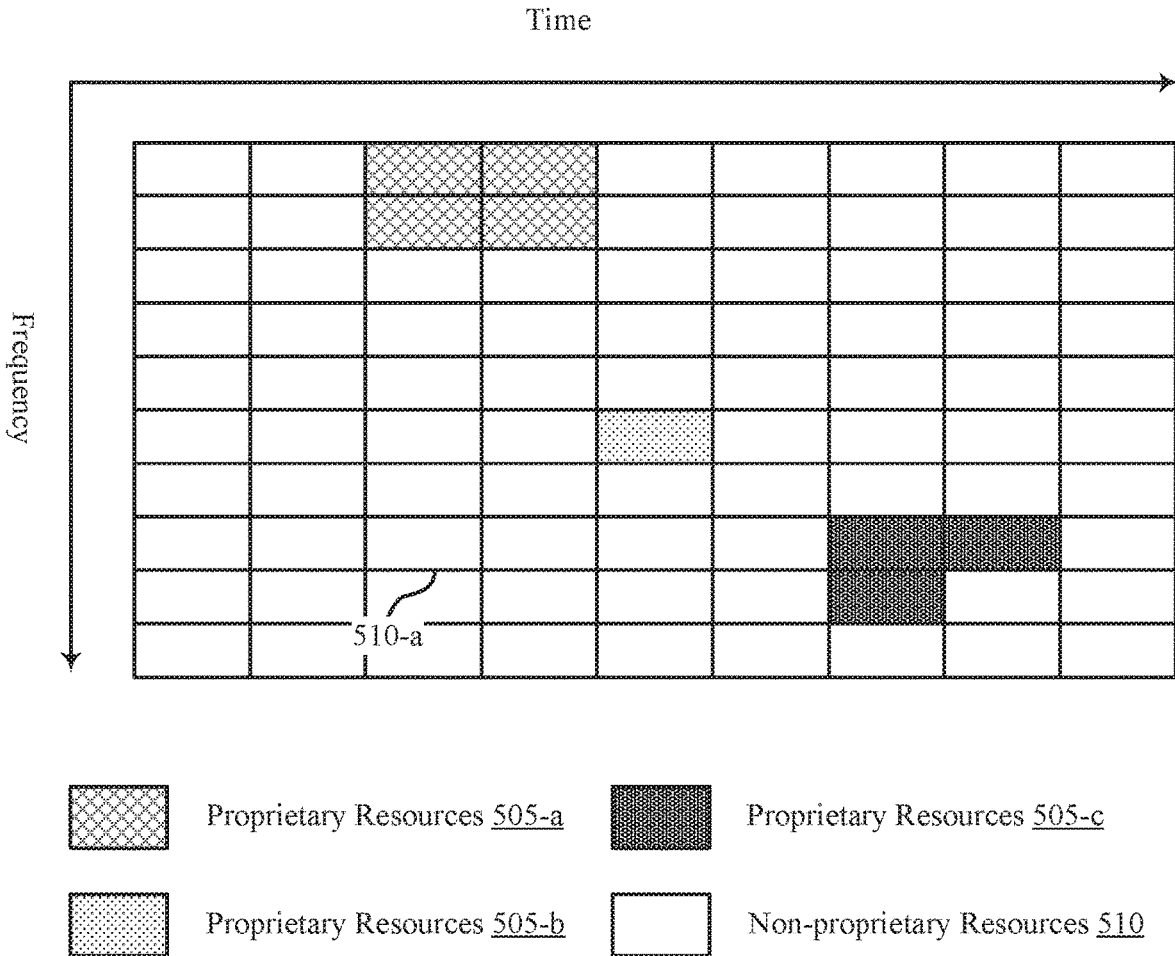 Time
Frequency
510-a
Proprietary Resources 505-a
Proprietary Resources 505-c
Proprietary Resources 505-b
Non-proprietary Resources 510